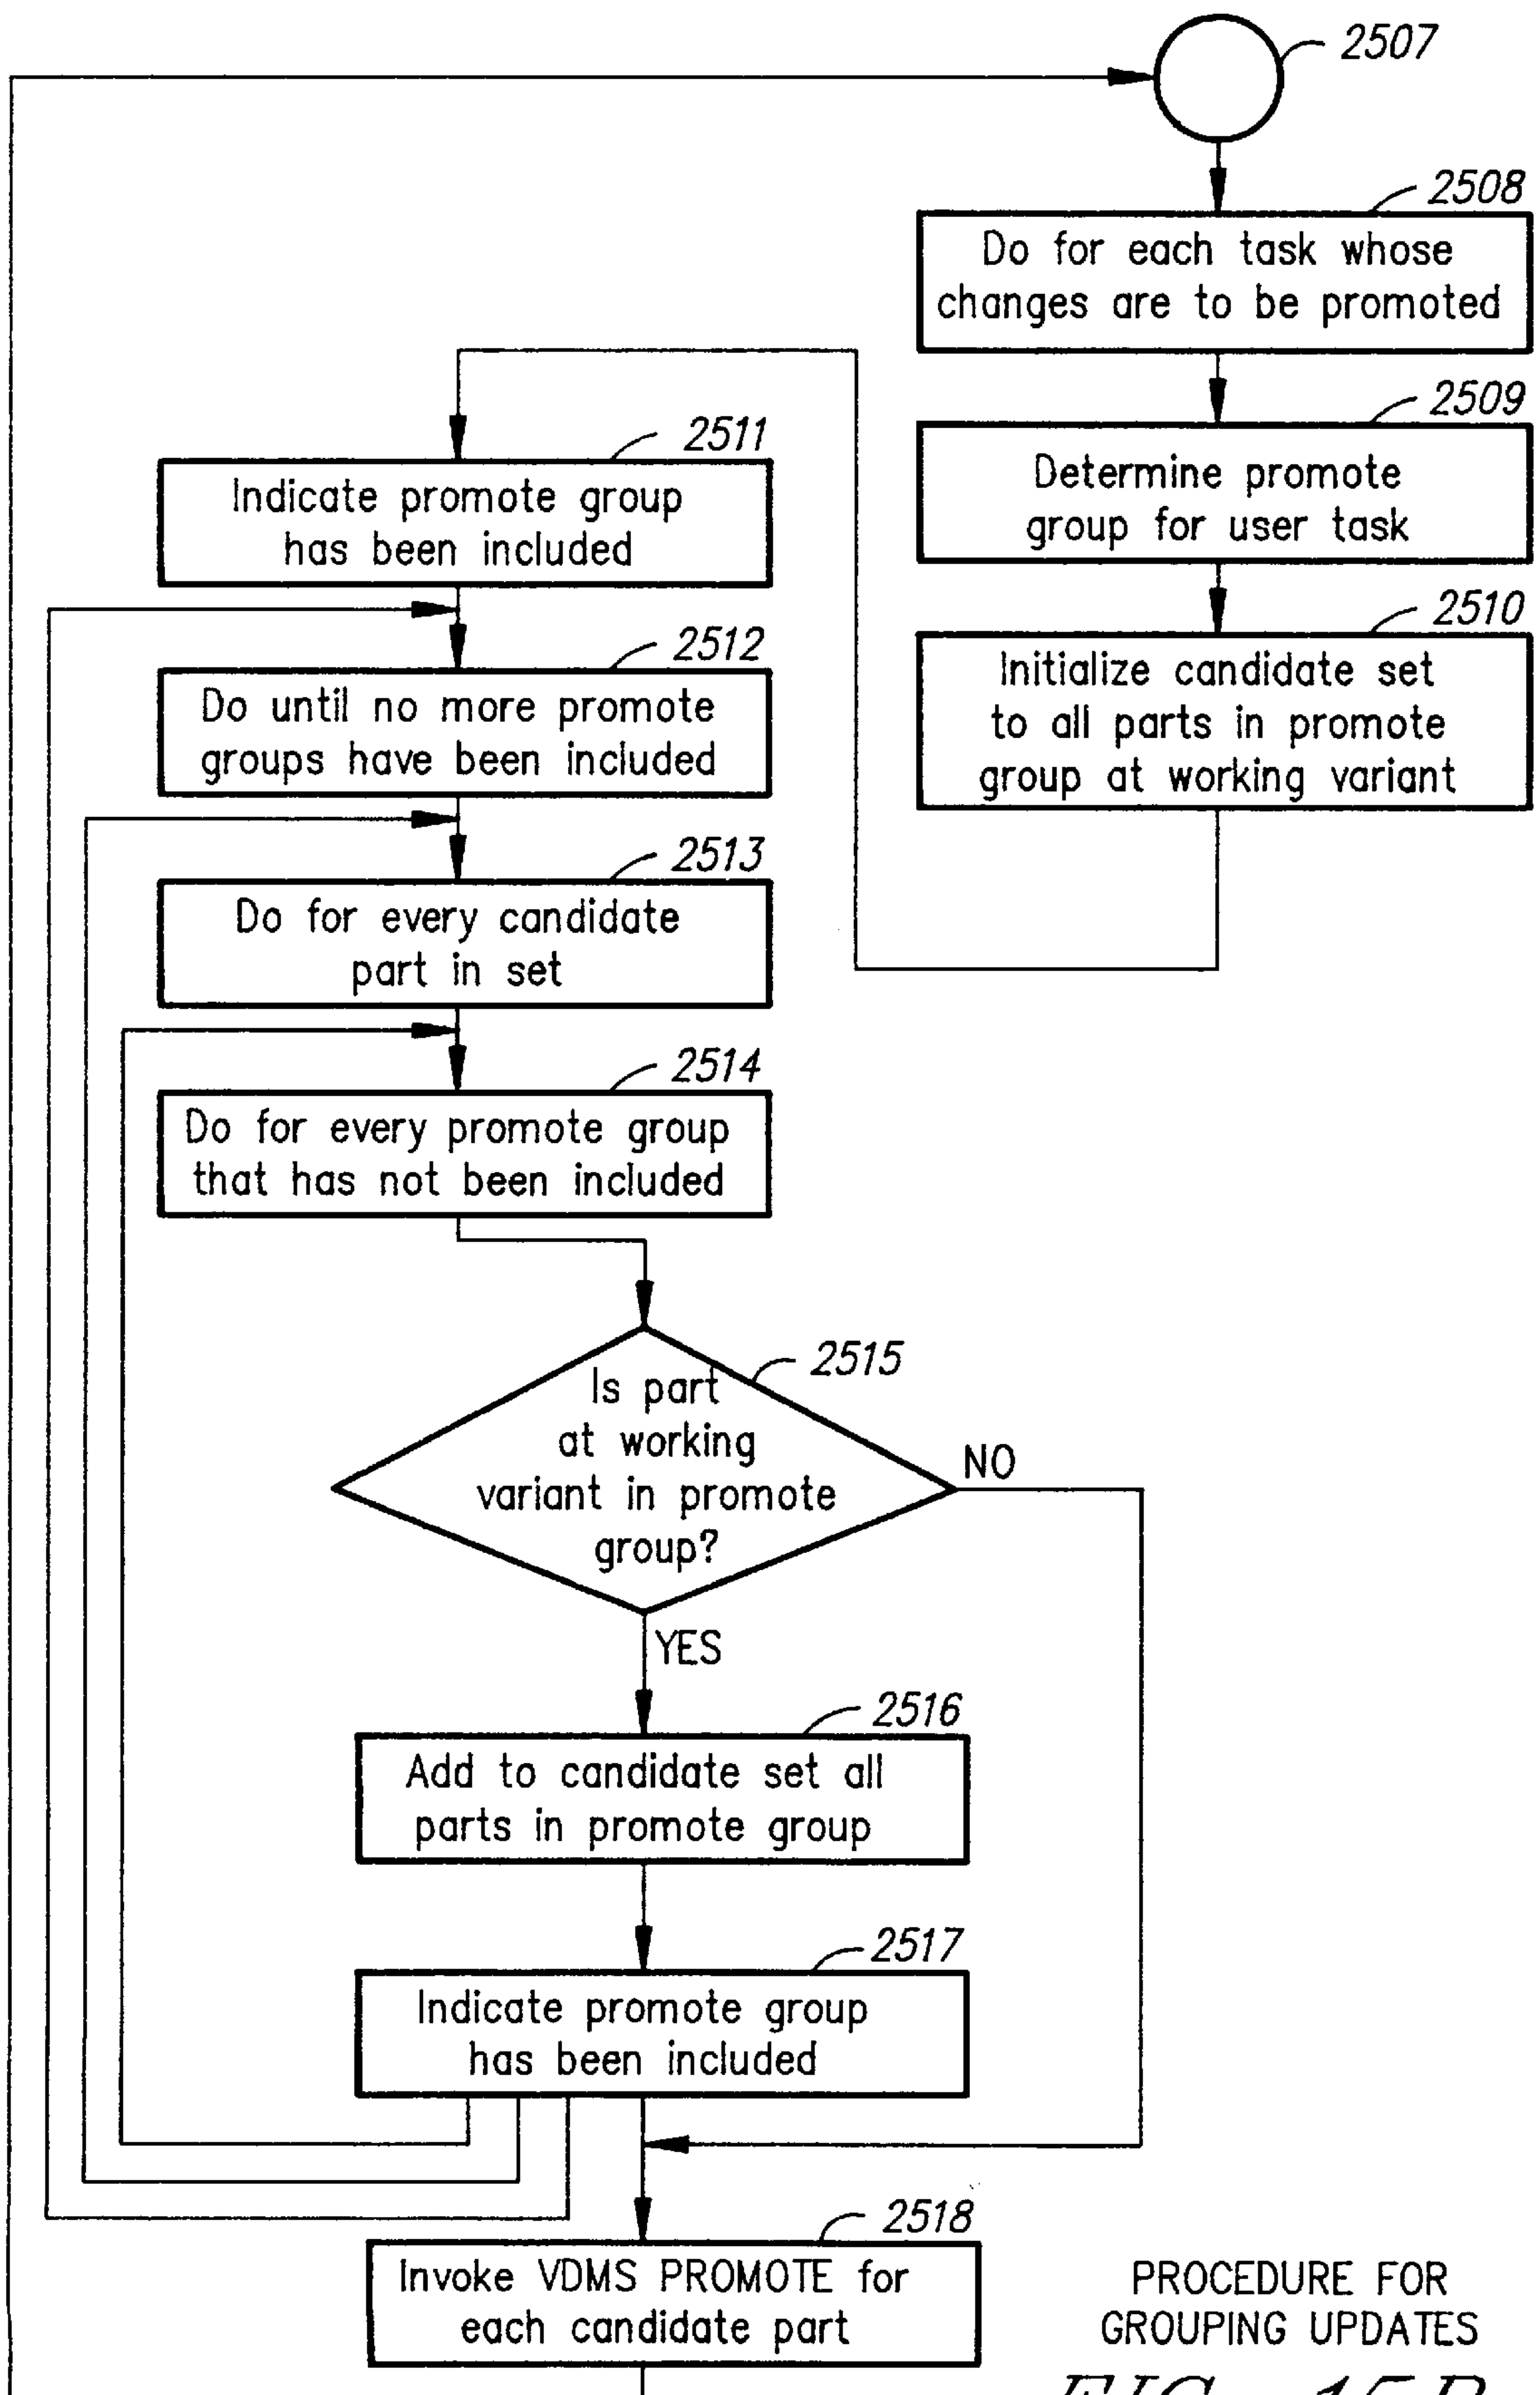 2507
2508
Do for each task whose
changes are to be promoted
2509
Determine promote
group for user task
2510
Initialize candidate set
to all parts in promote
group at working variant
2511
Indicate promote group
has been included
2512
Do until no more promote
groups have been included
2513
Do for every candidate
part in set
2514
Do for every promote group
that has not been included
2515
Is part
at working
variant in promote
group?
NO
YES
2516
Add to candidate set all
parts in promote group
2517
Indicate promote group
has been included
2518
Invoke VDMS PROMOTE for
each candidate part
PROCEDURE FOR
GROUPING UPDATES
FIG. 15B